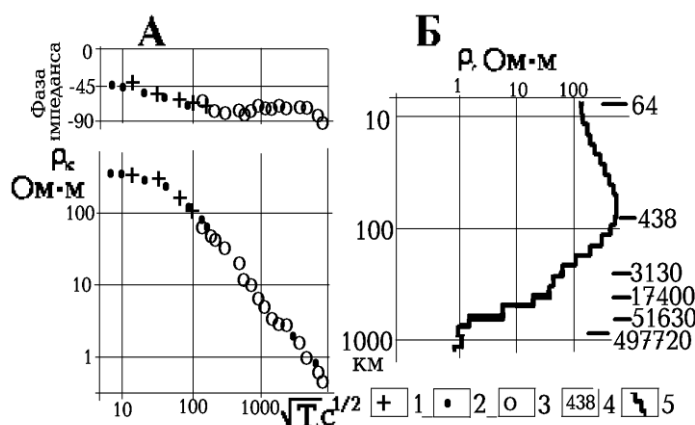 А
0
-45
-90
Фаза
импеданса
ρк
Ом·м
100
10
1
10 100 1000
√T,c1/2
Б
ρ, Ом·м
1 10 100
10
100
1000
км
64
438
3130
17400
51630
497720
+ 1 • 2 o 3 438 4 5